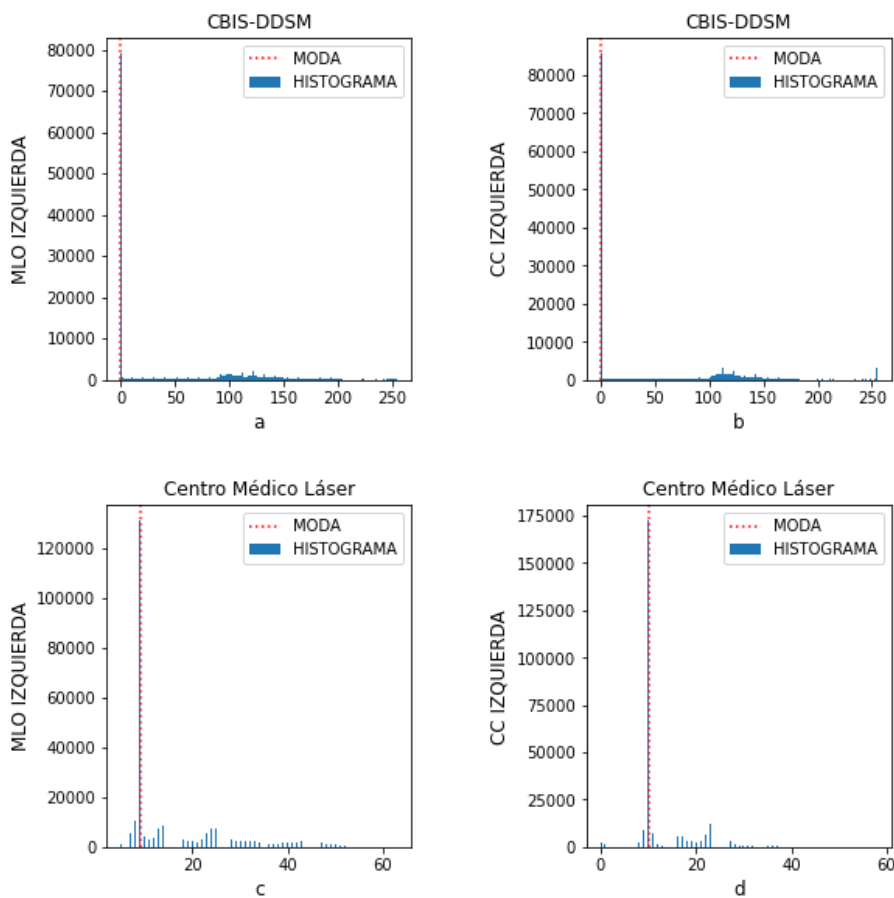 CBIS-DDSM
MLO IZQUIERDA
80000
70000
60000
50000
40000
30000
20000
10000
0
MODA
HISTOGRAMA
0 50 100 150 200 250
a
CBIS-DDSM
CC IZQUIERDA
80000
70000
60000
50000
40000
30000
20000
10000
0
MODA
HISTOGRAMA
0 50 100 150 200 250
b
Centro Médico Láser
MLO IZQUIERDA
120000
100000
80000
60000
40000
20000
0
MODA
HISTOGRAMA
20 40 60
c
Centro Médico Láser
CC IZQUIERDA
175000
150000
125000
100000
75000
50000
25000
0
MODA
HISTOGRAMA
0 20 40 60
d